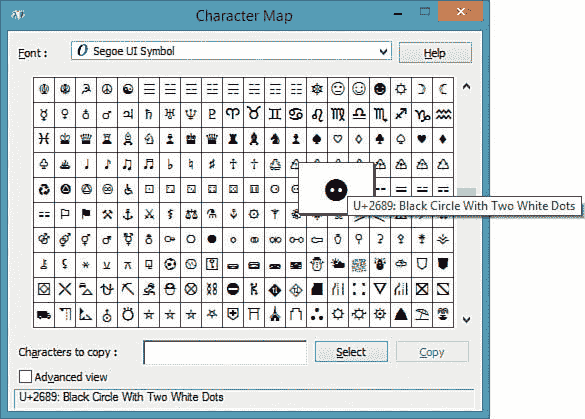 Character Map
Font :
O Segoe UI Symbol
Help
U+2689: Black Circle With Two White Dots
Characters to copy :
Select
Copy
Advanced view
U+2689: Black Circle With Two White Dots